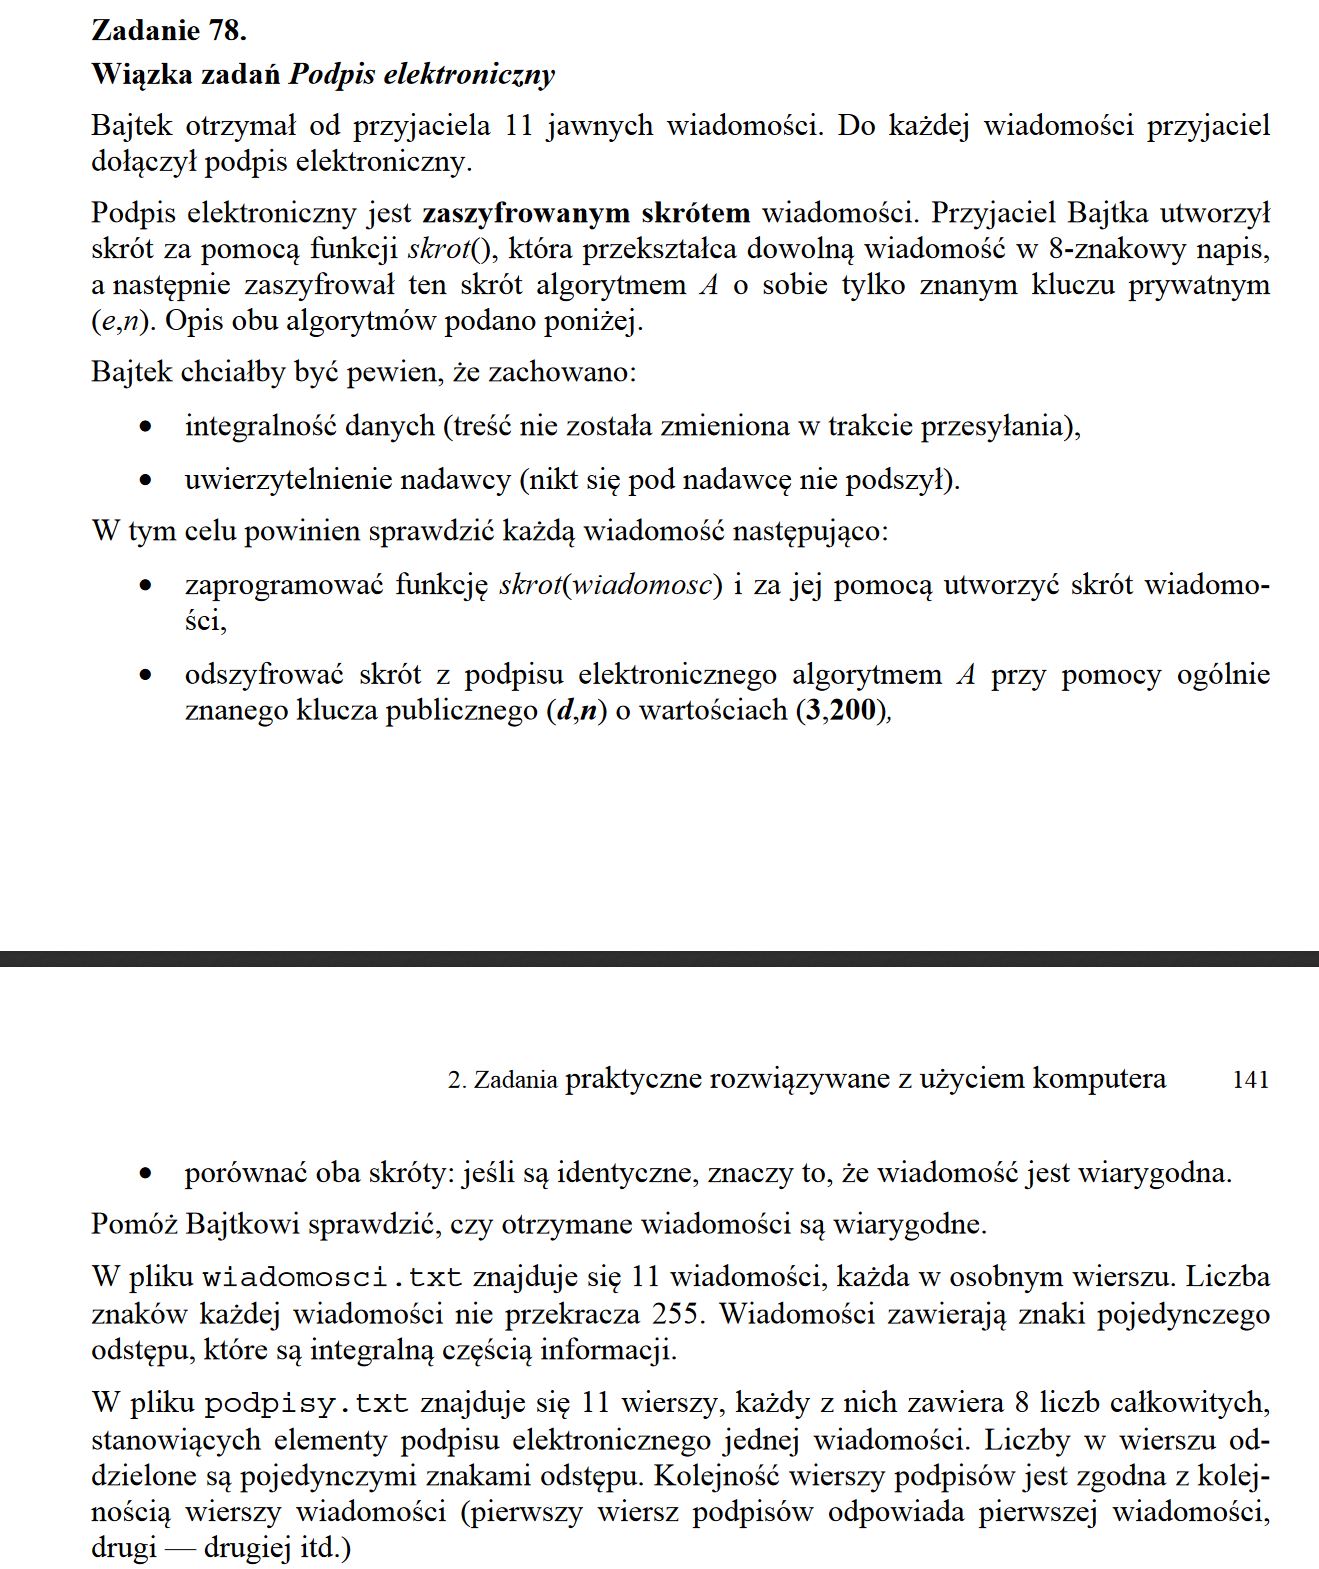 Zadanie 78.
Wiązka zadań Podpis elektroniczny
Bajtek otrzymał od przyjaciela 11 jawnych wiadomości. Do każdej wiadomości przyjaciel
dołączył podpis elektroniczny.
Podpis elektroniczny jest zaszyfrowanym skrótem wiadomości. Przyjaciel Bajtka utworzył
skrót za pomocą funkcji skrot(), która przekształca dowolną wiadomość w 8-znakowy napis,
a następnie zaszyfrował ten skrót algorytmem A o sobie tylko znanym kluczu prywatnym
(e,n). Opis obu algorytmów podano poniżej.
Bajtek chciałby być pewien, że zachowano:
• integralność danych (treść nie została zmieniona w trakcie przesyłania),
• uwierzytelnienie nadawcy (nikt się pod nadawcę nie podszył).
W tym celu powinien sprawdzić każdą wiadomość następująco:
• zaprogramować funkcję skrot(wiadomosc) i za jej pomocą utworzyć skrót wiadomo-
ści,
• odszyfrować skrót z podpisu elektronicznego algorytmem A przy pomocy ogólnie
znanego klucza publicznego (d,n) o wartościach (3,200),
2. Zadania praktyczne rozwiązywane z użyciem komputera 141
• porównać oba skróty: jeśli są identyczne, znaczy to, że wiadomość jest wiarygodna.
Pomóż Bajtkowi sprawdzić, czy otrzymane wiadomości są wiarygodne.
W pliku wiadomosci.txt znajduje się 11 wiadomości, każda w osobnym wierszu. Liczba
znaków każdej wiadomości nie przekracza 255. Wiadomości zawierają znaki pojedynczego
odstępu, które są integralną częścią informacji.
W pliku podpisy.txt znajduje się 11 wierszy, każdy z nich zawiera 8 liczb całkowitych,
stanowiących elementy podpisu elektronicznego jednej wiadomości. Liczby w wierszu od-
dzielone są pojedynczymi znakami odstępu. Kolejność wierszy podpisów jest zgodna z kolej-
nością wierszy wiadomości (pierwszy wiersz podpisów odpowiada pierwszej wiadomości,
drugi — drugiej itd.)